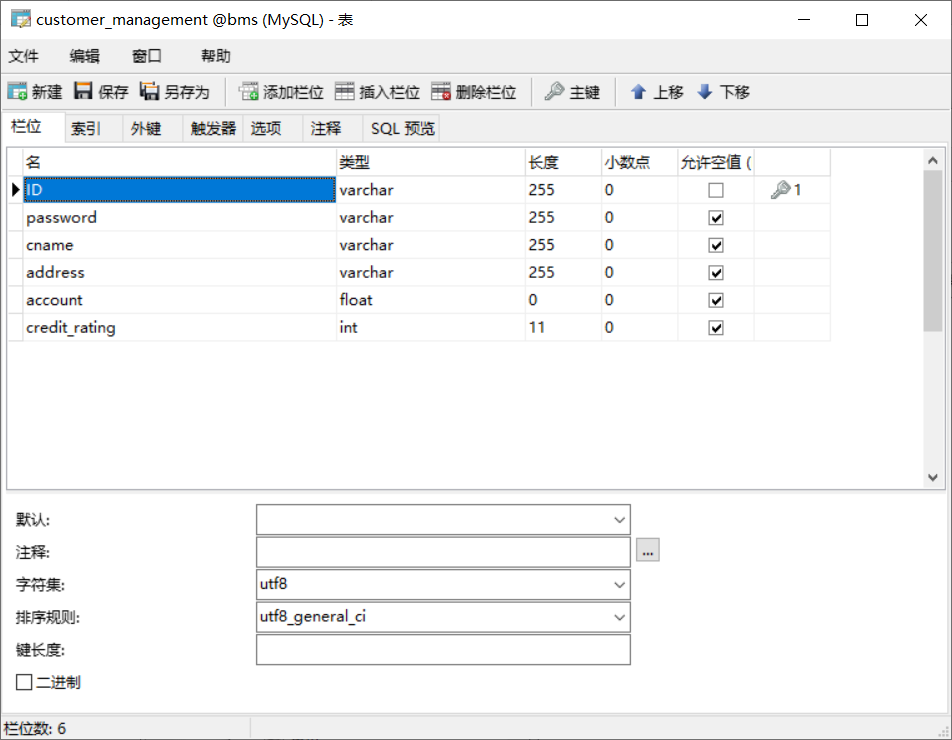 customer_management @bms (MySQL) - 表
文件 编辑 窗口 帮助
新建 保存 另存为 添加栏位 插入栏位 删除栏位 主键 上移 下移
栏位 索引 外键 触发器 选项 注释 SQL 预览
名 类型 长度 小数点 允许空值 (
ID varchar 255 0 1
password varchar 255 0
cname varchar 255 0
address varchar 255 0
account float 0 0
credit_rating int 11 0
默认:
注释: ...
字符集: utf8
排序规则: utf8_general_ci
键长度:
二进制
栏位数: 6